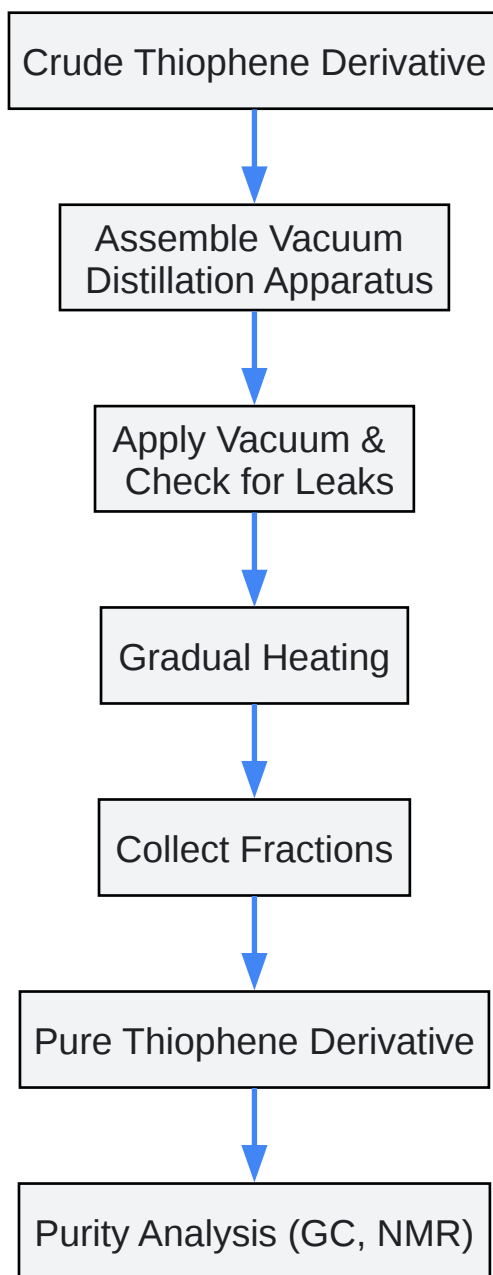 Crude Thiophene Derivative
Assemble Vacuum
Distillation Apparatus
Apply Vacuum &
Check for Leaks
Gradual Heating
Collect Fractions
Pure Thiophene Derivative
Purity Analysis (GC, NMR)